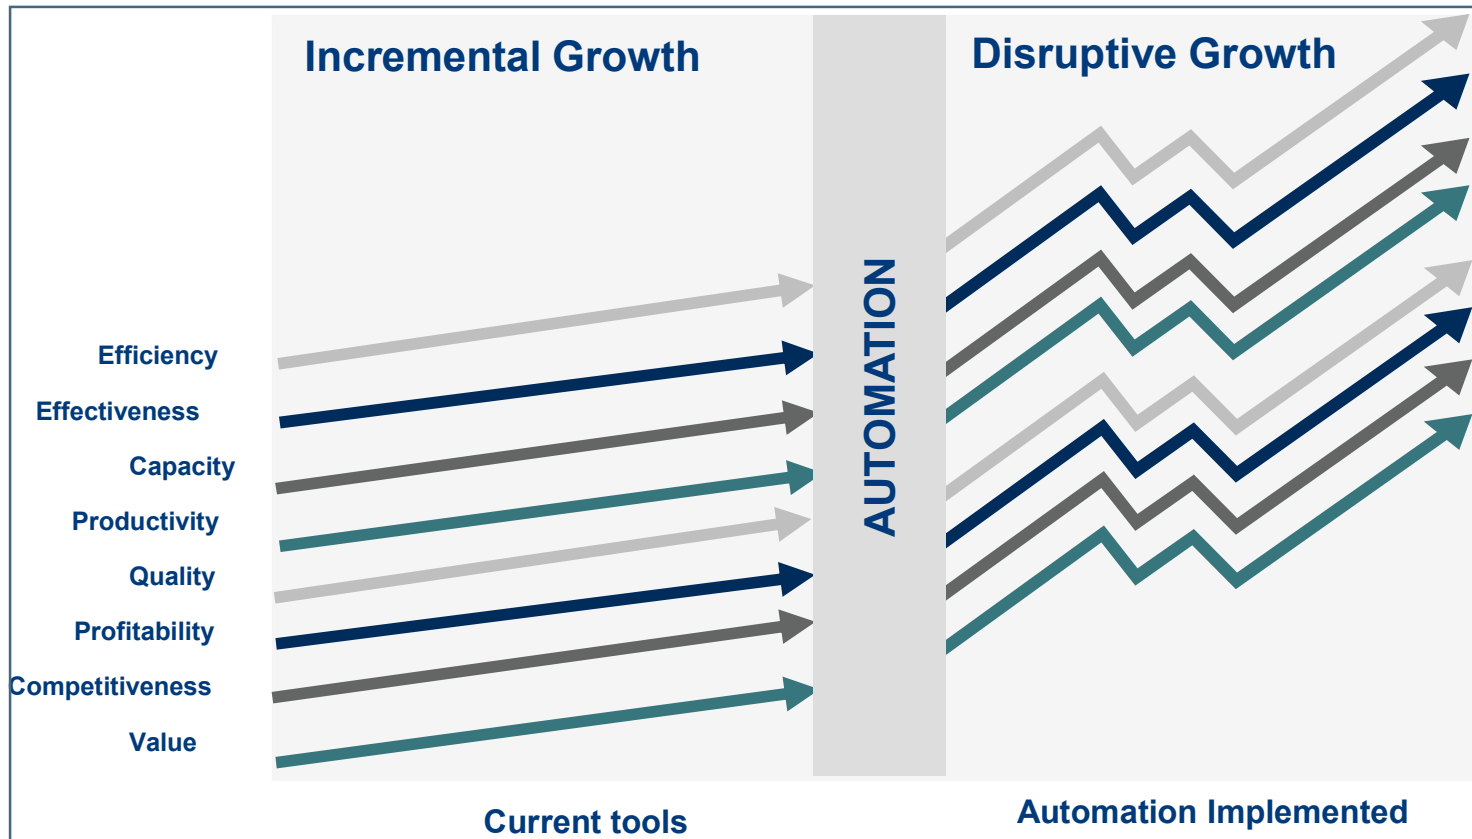 Incremental Growth
Disruptive Growth
Efficiency
Effectiveness
Capacity
Productivity
Quality
Profitability
Competitiveness
Value
AUTOMATION
Current tools
Automation Implemented